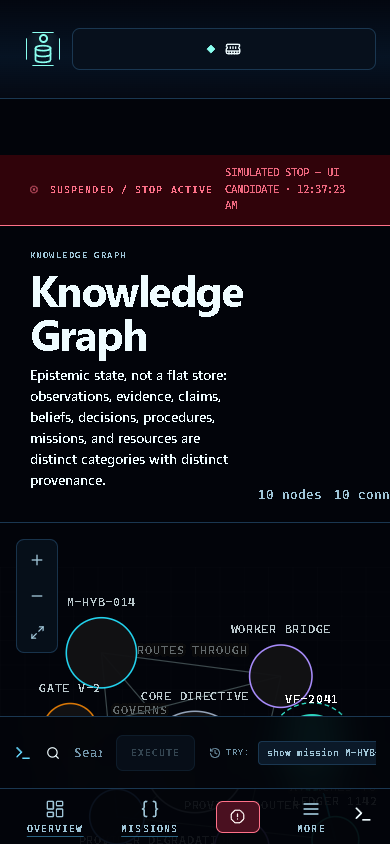 SUSPENDED / STOP ACTIVE
SIMULATED STOP — UI
CANDIDATE · 12:37:23
AM
KNOWLEDGE GRAPH
Knowledge
Graph
Epistemic state, not a flat store:
observations, evidence, claims,
beliefs, decisions, procedures,
missions, and resources are
distinct categories with distinct
provenance.
10 nodes 10 conn
M-HYB-014
WORKER BRIDGE
ROUTES THROUGH
GATE V-2
CORE DIRECTIVE
VF-2041
GOVERNS
Sear
EXECUTE
TRY:
show mission M-HYB
OVERVIEW
MISSIONS
MORE